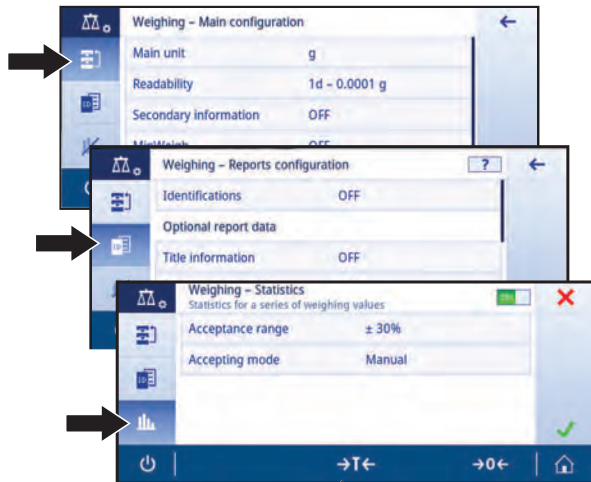 Weighing – Main configuration
Main unit g
Readability 1d – 0.0001 g
Secondary information OFF
MinWeigh OFF
Weighing – Reports configuration ?
Identifications OFF
Optional report data
Title information OFF
Weighing – Statistics
Statistics for a series of weighing values
Acceptance range ± 30%
Accepting mode Manual
→T← →0←